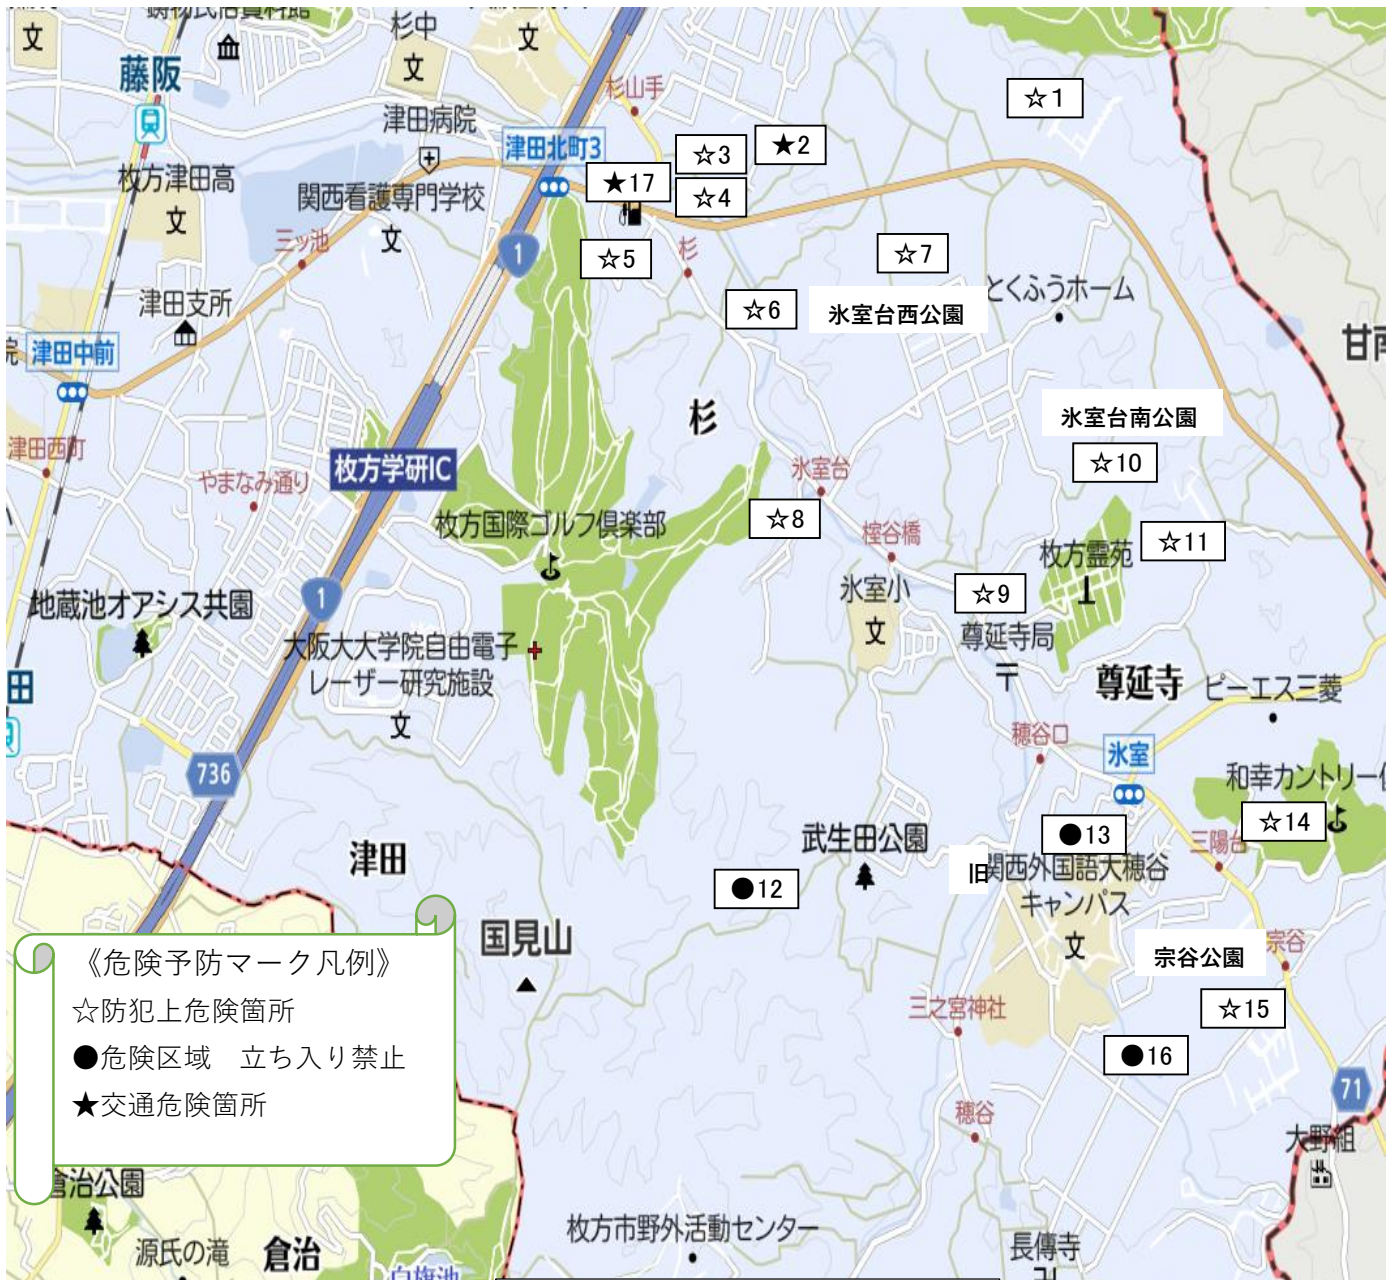 文
杉中
文
文
藤阪
杉山手
☆1
津田病院
津田北町3
☆3
★2
枚方津田高
文
関西看護専門学校
文
★17
☆4
三ッ池
1
☆5
杉
☆7
津田支所
☆6
氷室台西公園
とくふうホーム
津田中前
杉
氷室台南公園
津田西町
やまなみ通り
枚方学研IC
氷室台
☆10
枚方国際ゴルフ倶楽部
☆8
椌谷橋
枚方霊苑
☆11
地蔵池オアシス共園
1
氷室小
文
☆9
尊延寺局
大阪大大学院自由電子
レーザー研究施設
文
田
尊延寺
ピーエス三菱
穂谷口
氷室
736
和幸カントリー
☆14
津田
武生田公園
●13
三陽台
●12
旧関西外国語大穂谷
キャンパス
文
国見山
宗谷公園
宗谷
☆15
三之宮神社
●16
71
穂谷
大野組
《危険予防マーク凡例》
☆防犯上危険箇所
●危険区域　立ち入り禁止
★交通危険箇所
倉治公園
源氏の滝
倉治
枚方市野外活動センター
長傳寺